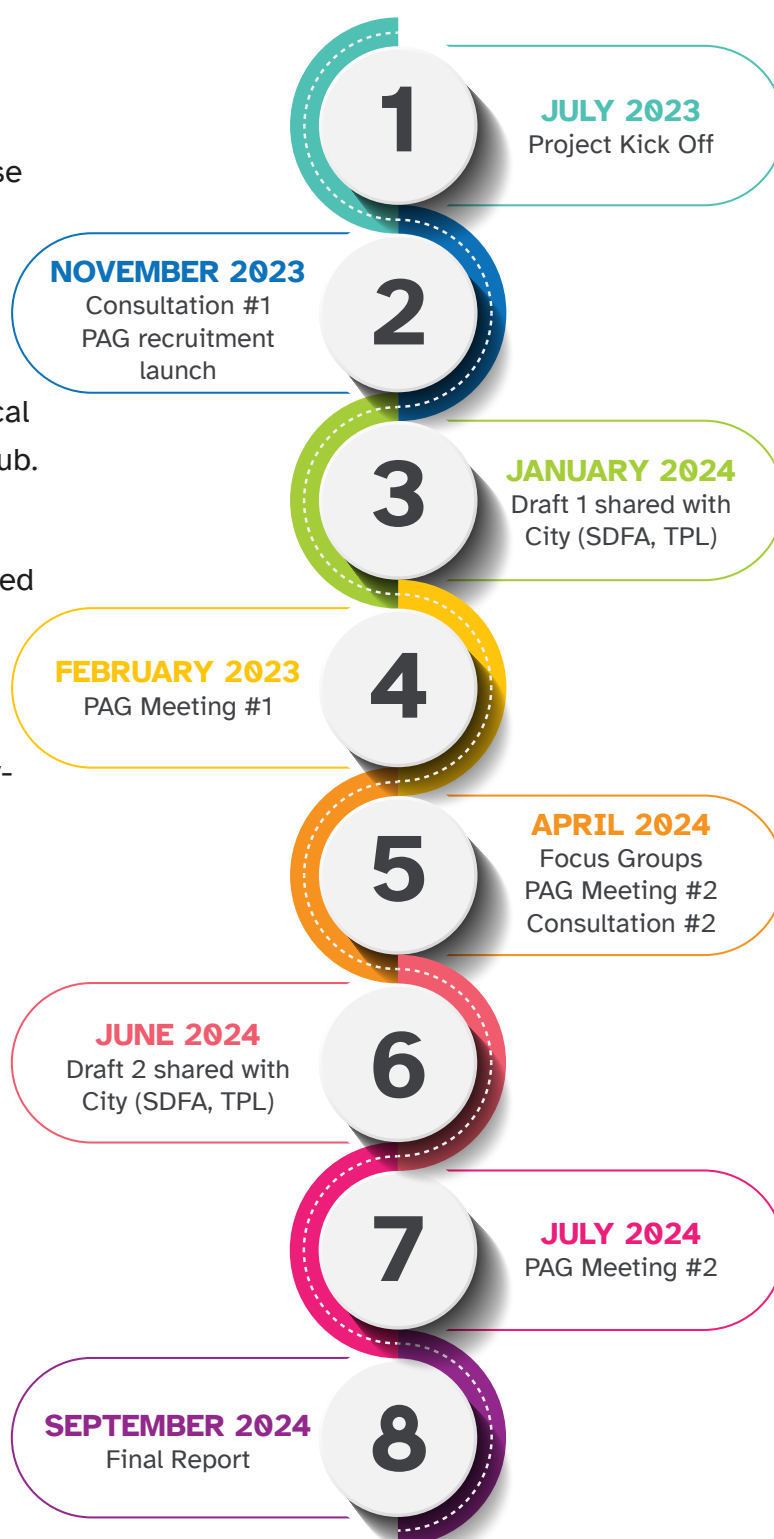 1
JULY 2023
Project Kick Off
se
NOVEMBER 2023
Consultation #1
PAG recruitment
launch
2
cal
ub.
3
JANUARY 2024
Draft 1 shared with
City (SDFA, TPL)
ed
FEBRUARY 2023
PAG Meeting #1
4
-
5
APRIL 2024
Focus Groups
PAG Meeting #2
Consultation #2
JUNE 2024
Draft 2 shared with
City (SDFA, TPL)
6
7
JULY 2024
PAG Meeting #2
SEPTEMBER 2024
Final Report
8